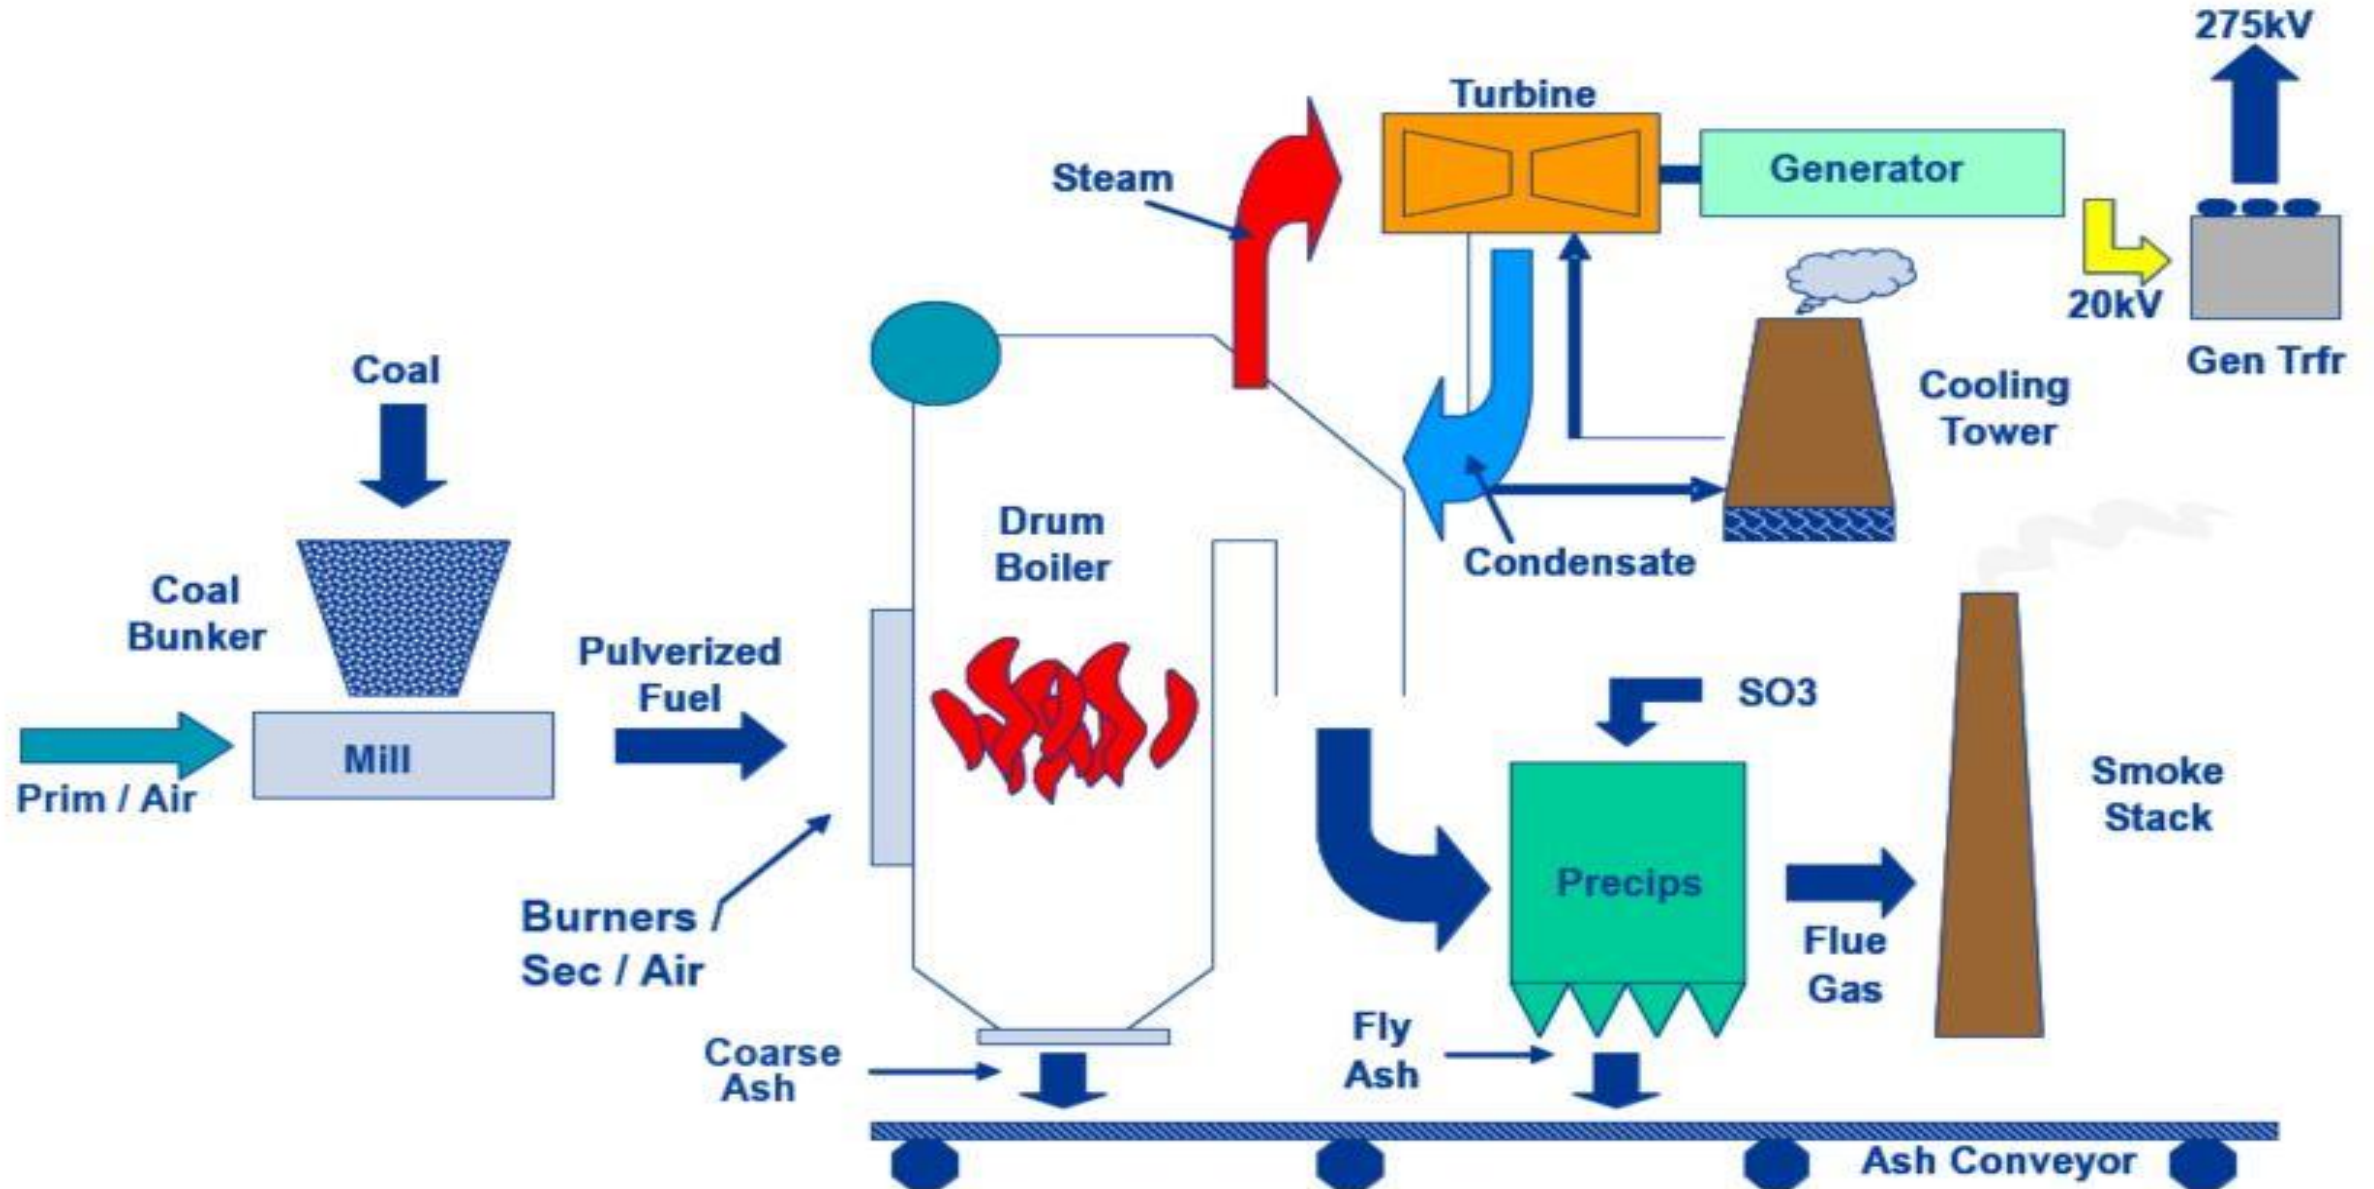 275kV
Turbine
Generator
Steam
20kV
Gen Trfr
Coal
Cooling
Tower
Drum
Boiler
Condensate
Coal
Bunker
Pulverized
Fuel
SO3
Mill
Prim / Air
Smoke
Stack
Precips
Burners /
Sec / Air
Flue
Gas
Coarse
Ash
Fly
Ash
Ash Conveyor